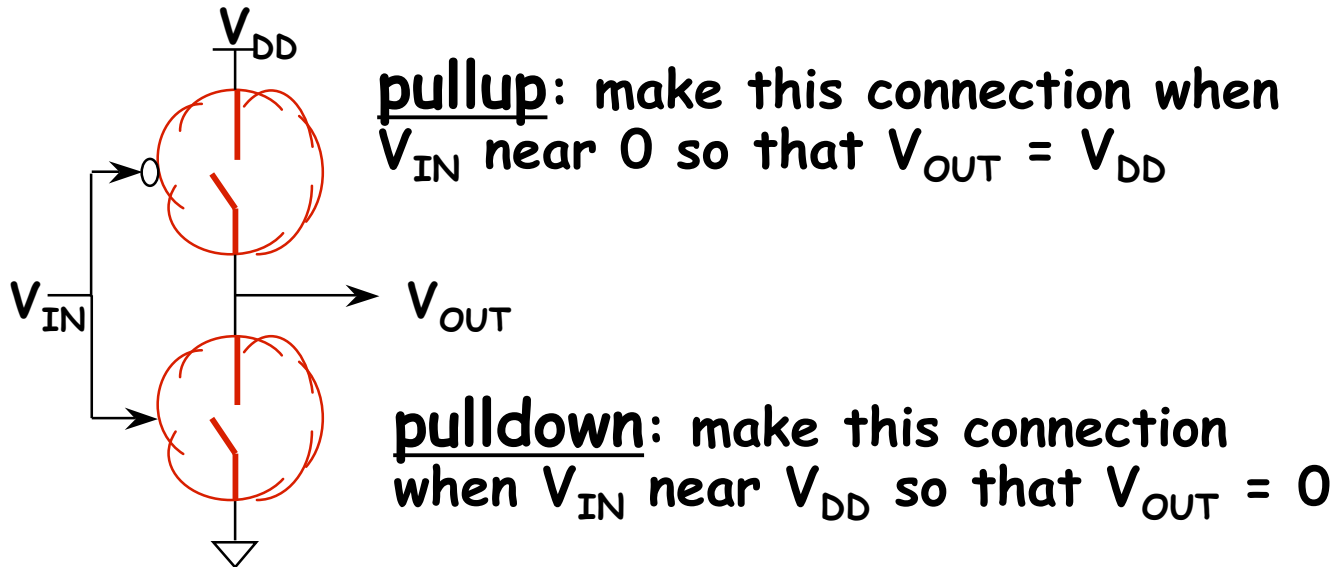 VDD
pullup: make this connection when
VIN near 0 so that VOUT = VDD
VIN
VOUT
pulldown: make this connection
when VIN near VDD so that VOUT = 0